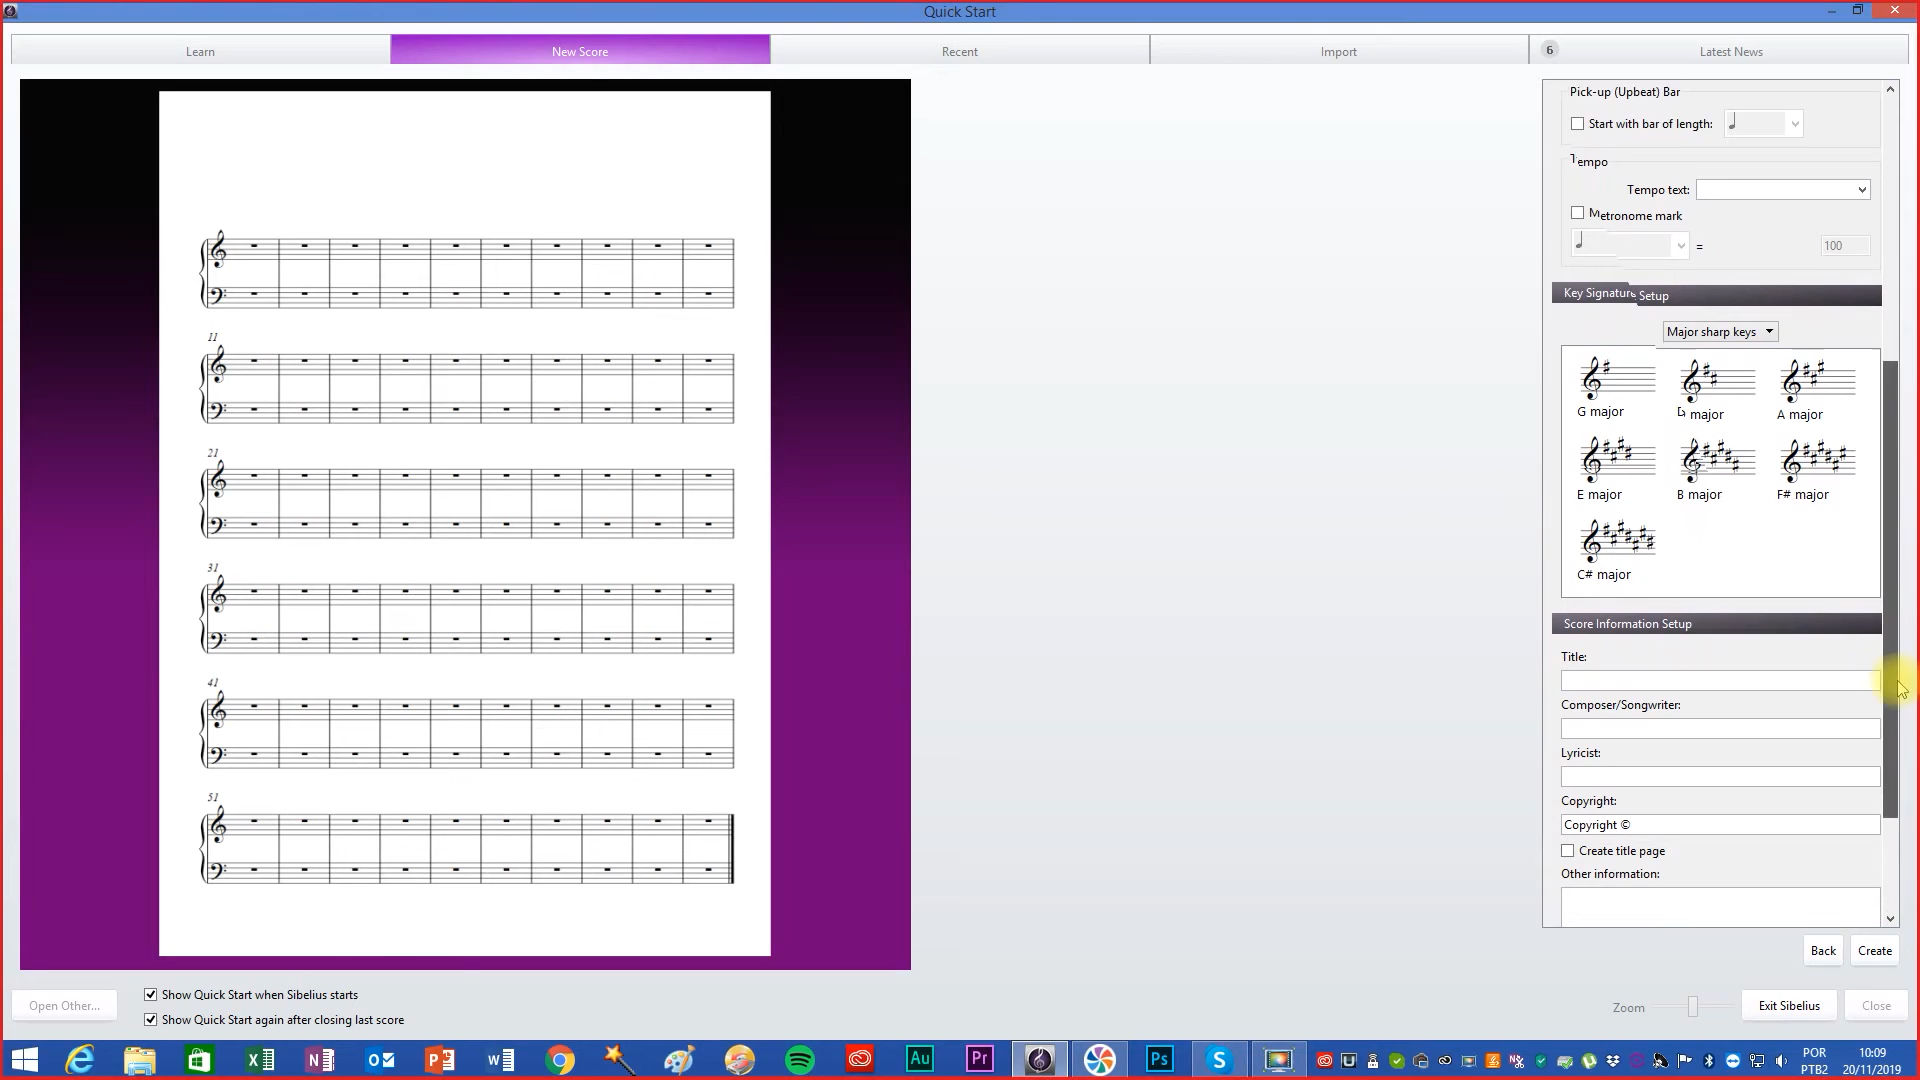 Quick Start
Learn
New Score
Recent
Import
6
Latest News
Pick-up (Upbeat) Bar
Start with bar of length:
Tempo
Tempo text:
Metronome mark
=
100
Key Signature Setup
Major sharp keys
G major
D major
A major
E major
B major
F# major
C# major
Score Information Setup
Title:
Composer/Songwriter:
Lyricist:
Copyright:
Copyright ©
Create title page
Other information:
11
21
31
41
51
Back
Create
Open Other...
Show Quick Start when Sibelius starts
Show Quick Start again after closing last score
Zoom
Exit Sibelius
Close
Au
Pr
Ps
POR
PTB2
10:09
20/11/2019